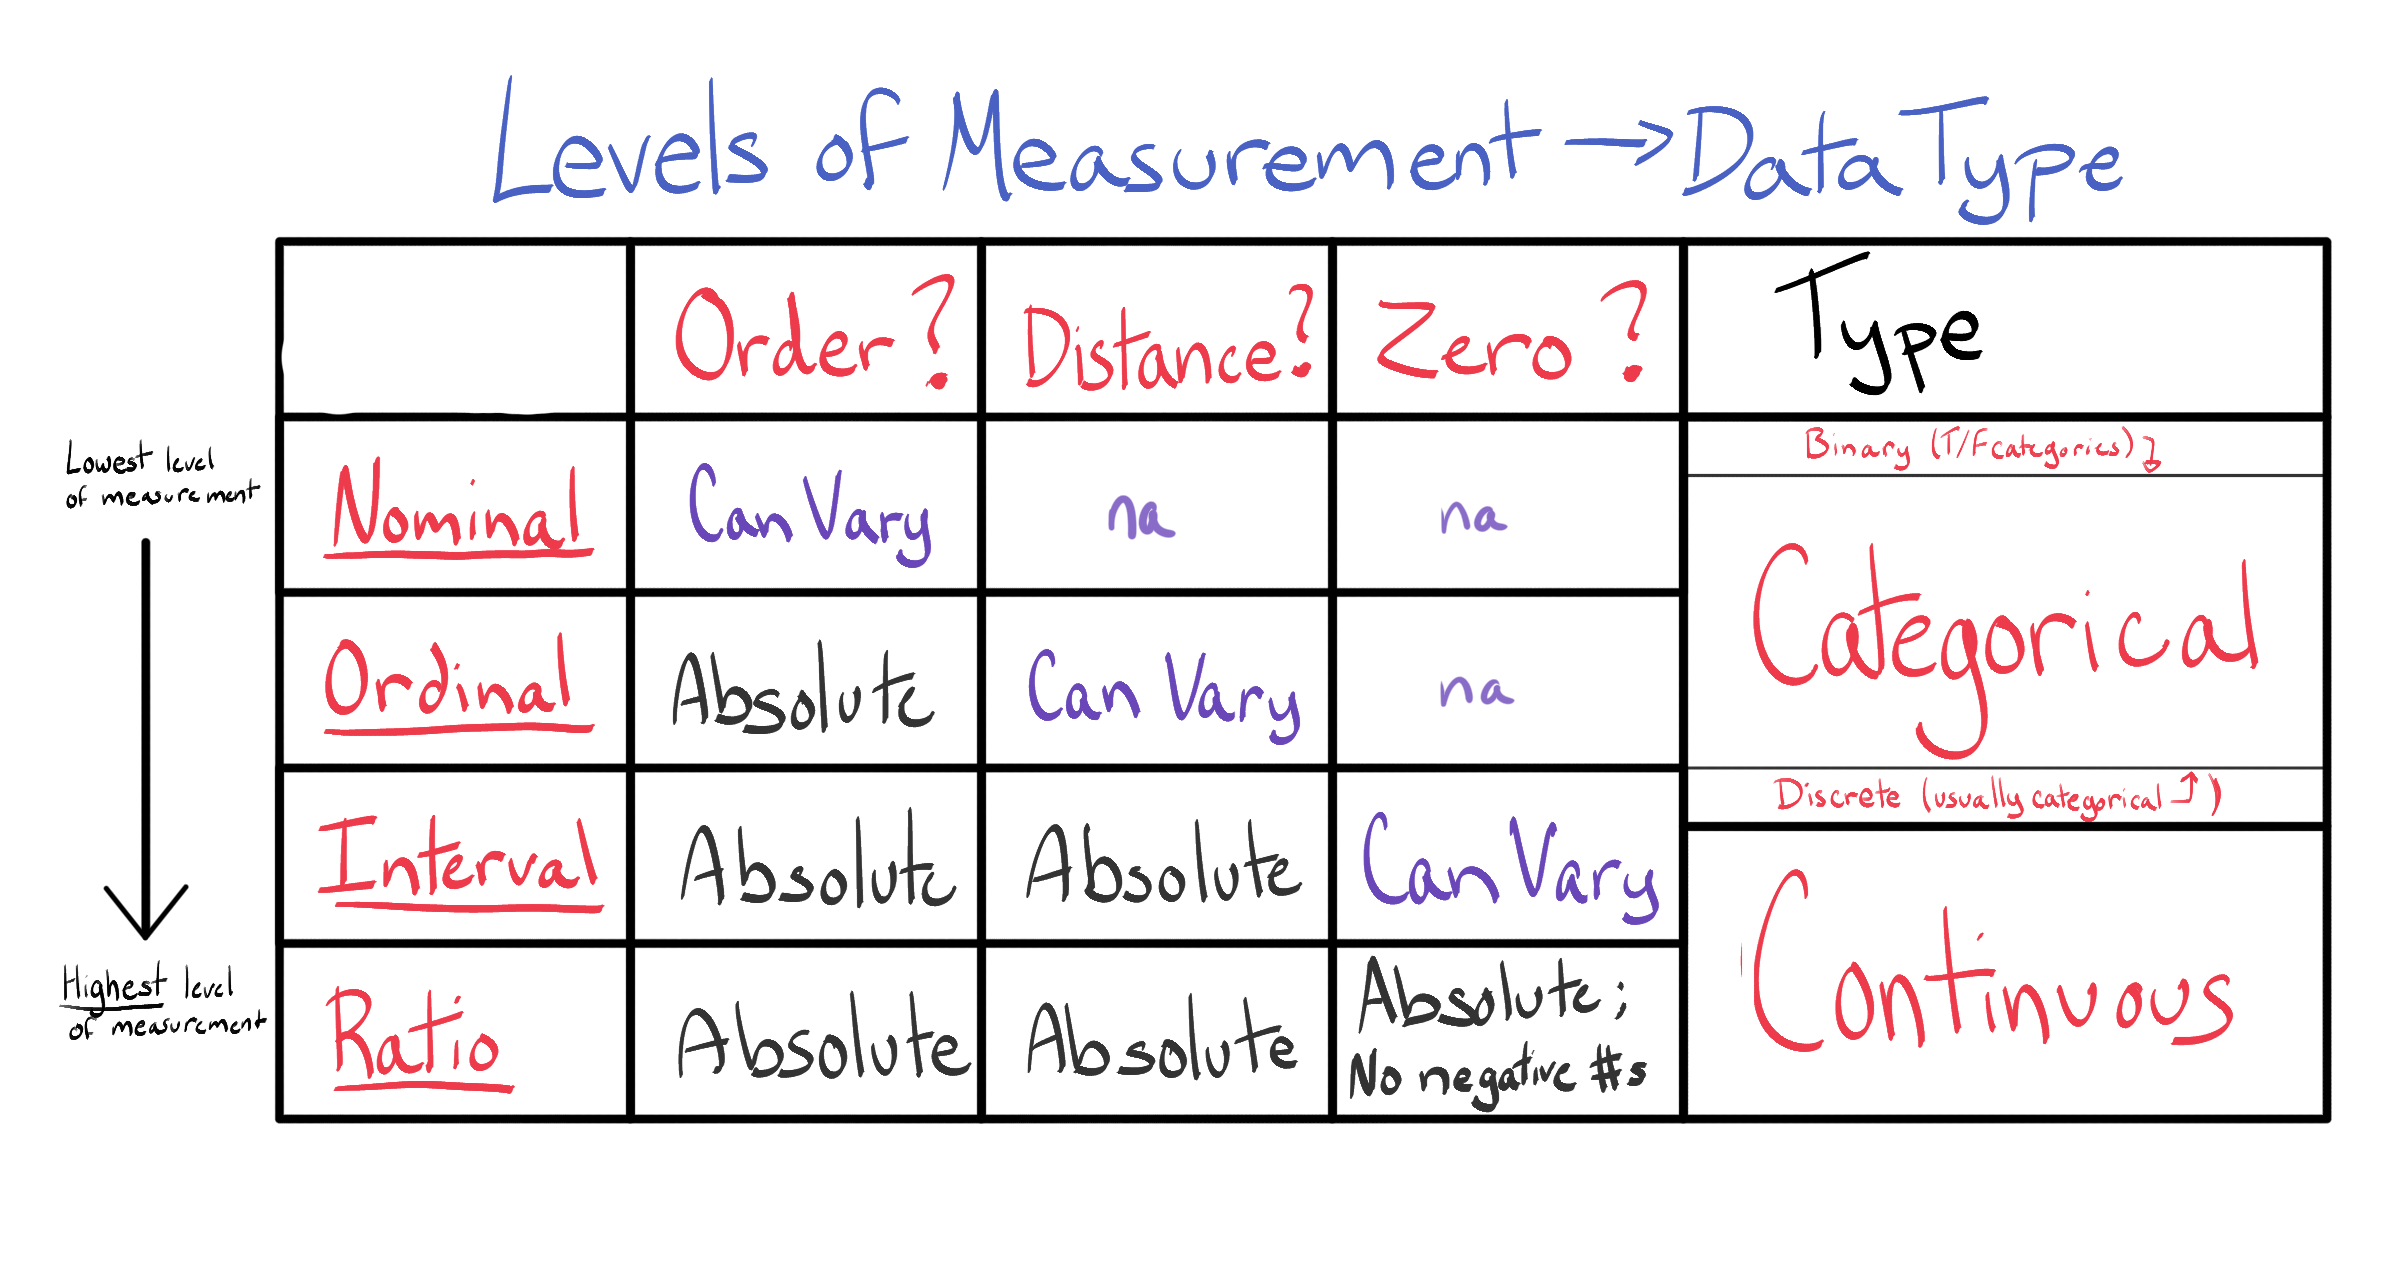 Levels of Measurement → Data Type
Order? Distance? Zero? Type
Lowest level
of measurement
Binary (T/F categories) ↴
Nominal Can Vary na na
Categorical
Ordinal Absolute Can Vary na
Discrete (usually categorical ⮥)
Interval Absolute Absolute Can Vary
Continuous
Highest level
of measurement
Ratio Absolute Absolute Absolute;
No negative #s